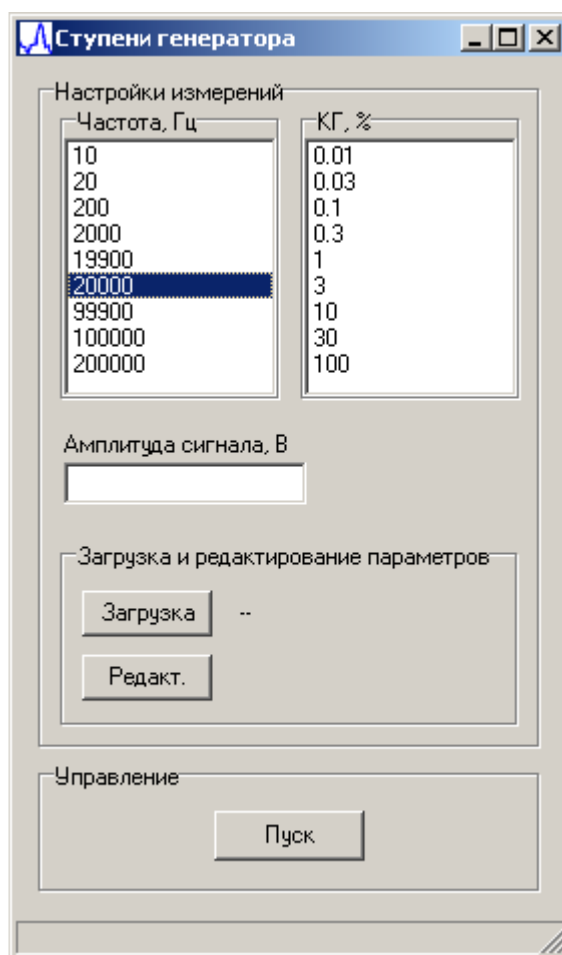 Ступени генератора
Настройки измерений
Частота, Гц
10
20
200
2000
19900
20000
99900
100000
200000
КГ, %
0.01
0.03
0.1
0.3
1
3
10
30
100
Амплитуда сигнала, В
Загрузка и редактирование параметров
Загрузка --
Редакт.
Управление
Пуск